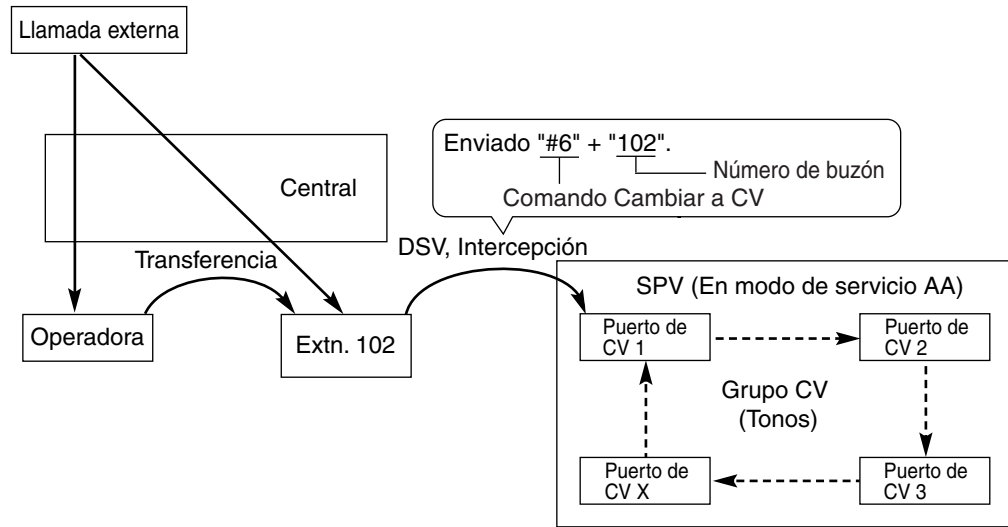 Llamada externa
Central
Enviado "#6" + "102".
Número de buzón
Comando Cambiar a CV
DSV, Intercepción
Transferencia
Operadora
Extn. 102
SPV (En modo de servicio AA)
Puerto de
CV 1
Puerto de
CV 2
Grupo CV
(Tonos)
Puerto de
CV X
Puerto de
CV 3